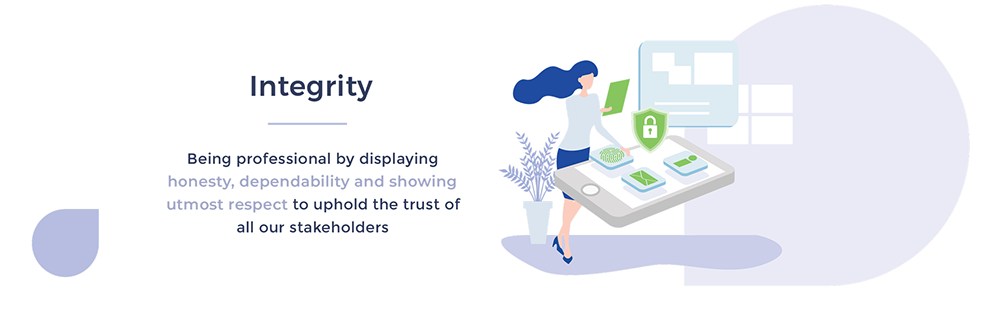 Integrity
Being professional by displaying
honesty, dependability and showing
utmost respect to uphold the trust of
all our stakeholders